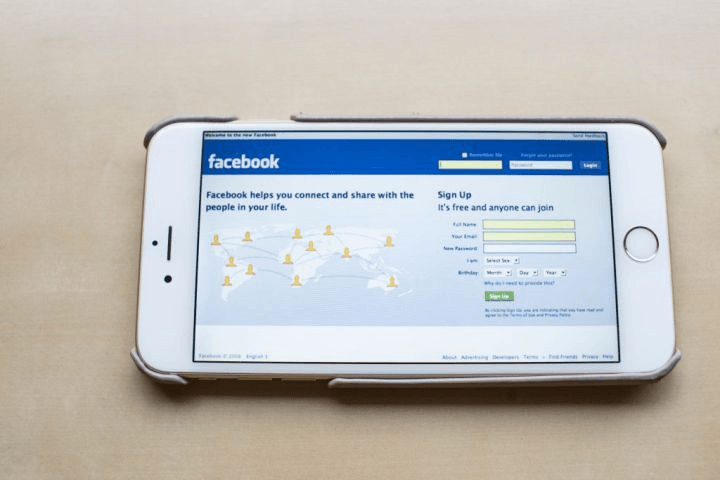 Welcome to the new Facebook
Send Feedback
facebook
Remember Me
Forgot your password?
Password
Login
Facebook helps you connect and share with the
people in your life.
Sign Up
It's free and anyone can join
Full Name:
Your Email:
New Password:
I am: Select Sex
Birthday: Month: Day: Year:
Why do I need to provide this?
Sign Up
By clicking Sign Up, you are indicating that you have read and
agree to the Terms of Use and Privacy Policy.
Facebook © 2008 English
About Advertising Developers Terms Find Friends Privacy Help